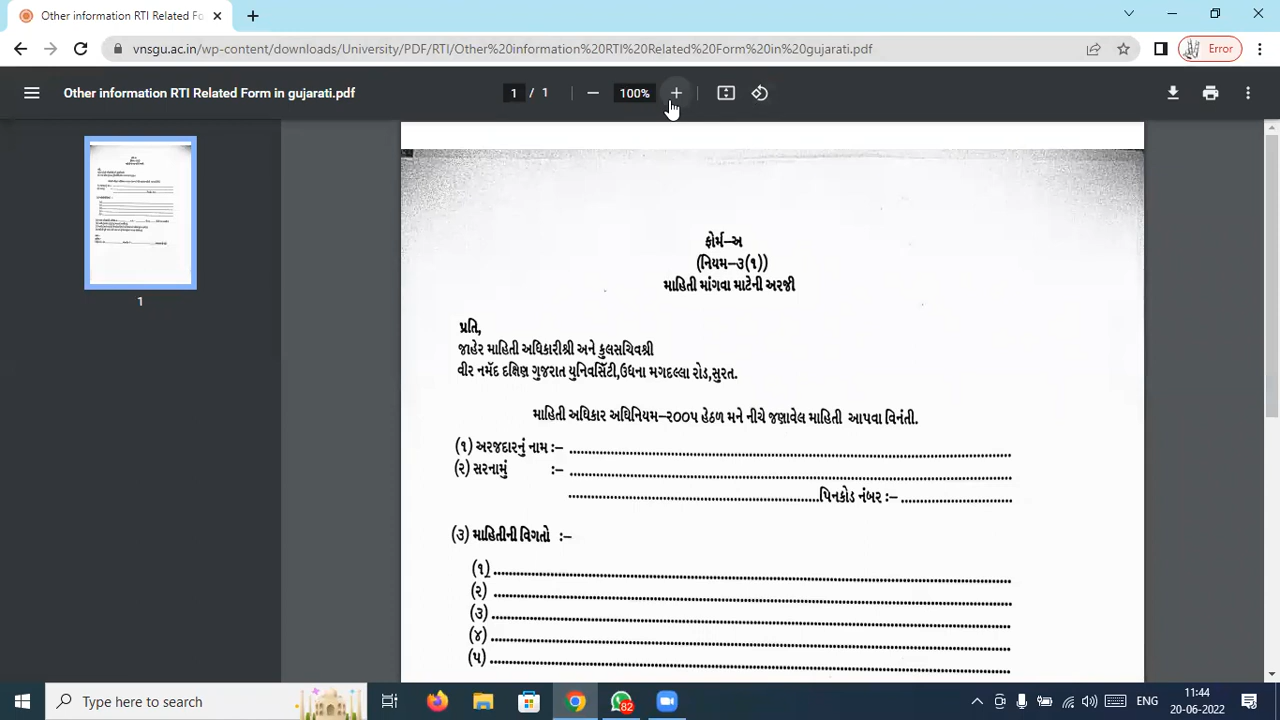 Other information RTI Related Fo
vnsgu.ac.in/wp-content/downloads/University/PDF/RTI/Other%20information%20RTI%20Related%20Form%20in%20gujarati.pdf
Error
Other information RTI Related Form in gujarati.pdf
1 / 1
100%
1
ફોર્મ–અ
(નિયમ–૩(૧))
માહિતી માંગવા માટેની અરજી
પ્રતિ,
જાહેર માહિતી અધિકારીશ્રી અને કુલસચિવશ્રી
વીર નર્મદ દક્ષિણ ગુજરાત યુનિવર્સિટી,ઉધના મગદલ્લા રોડ,સુરત.
માહિતી અધિકાર અધિનિયમ–૨૦૦૫ હેઠળ મને નીચે જણાવેલ માહિતી આપવા વિનંતી.
(૧) અરજદારનું નામ :–
(૨) સરનામું :–
પિનકોડ નંબર :–
(૩) માહિતીની વિગતો :–
(૧)
(૨)
(૩)
(૪)
(૫)
Type here to search
82
ENG
11:44
20-06-2022